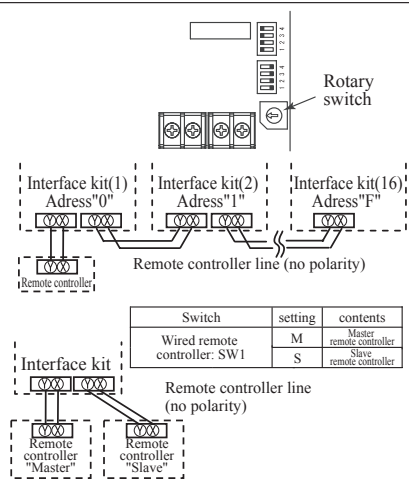 1 2 3 4
1 2 3 4
Rotary
switch
Interface kit(1)
Adress"0"
Interface kit(2)
Adress"1"
Interface kit(16)
Adress"F"
Ⓨ Ⓧ Ⓧ Ⓨ Ⓧ Ⓧ
Remote controller line (no polarity)
Remote controller
Switch setting contents
Wired remote
controller: SW1
M Master
remote controller
S Slave
remote controller
Interface kit
Remote controller line
(no polarity)
Remote
controller
"Master"
Remote
controller
"Slave"